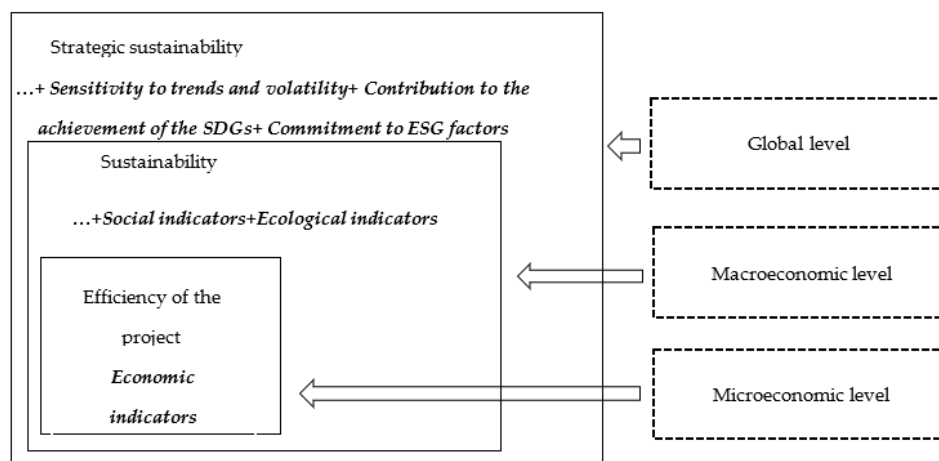 Strategic sustainability
…+ Sensitivity to trends and volatility+ Contribution to the
achievement of the SDGs+ Commitment to ESG factors
Sustainability
…+Social indicators+Ecological indicators
Efficiency of the
project
Economic
indicators
Global level
Macroeconomic level
Microeconomic level